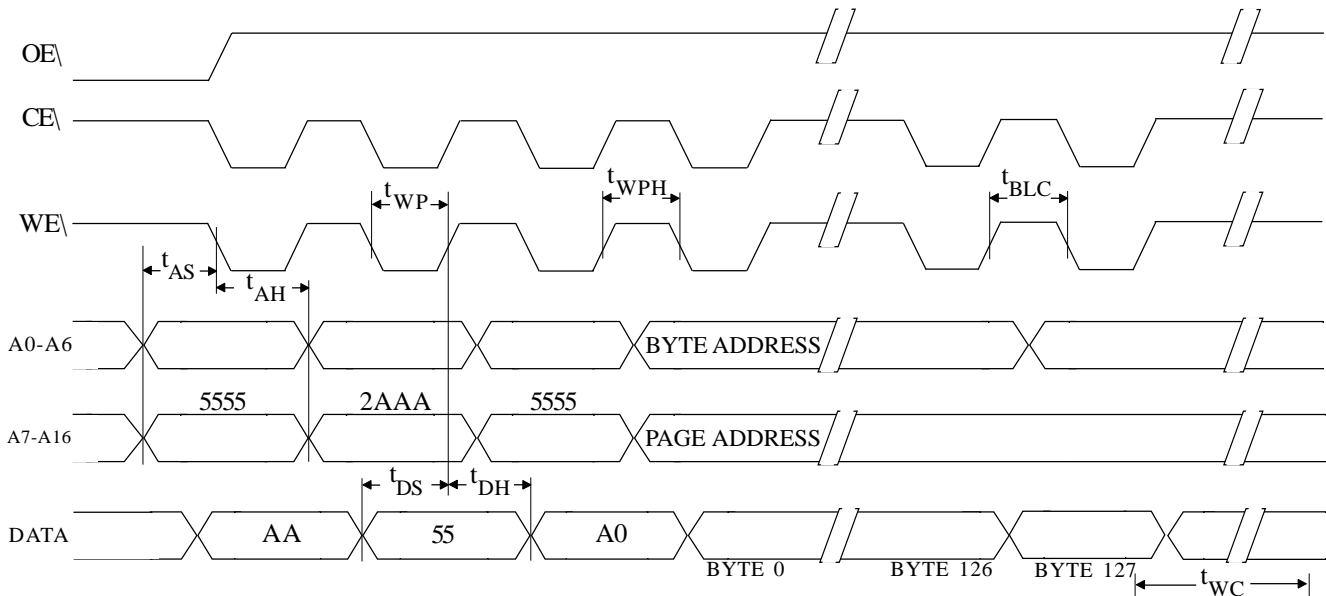 OE\
CE\
tWP
tWPH
tBLC
WE\
tAS
tAH
A0-A6
BYTE ADDRESS
5555
2AAA
5555
A7-A16
PAGE ADDRESS
tDS
tDH
DATA
AA
55
A0
BYTE 0
BYTE 126
BYTE 127
tWC